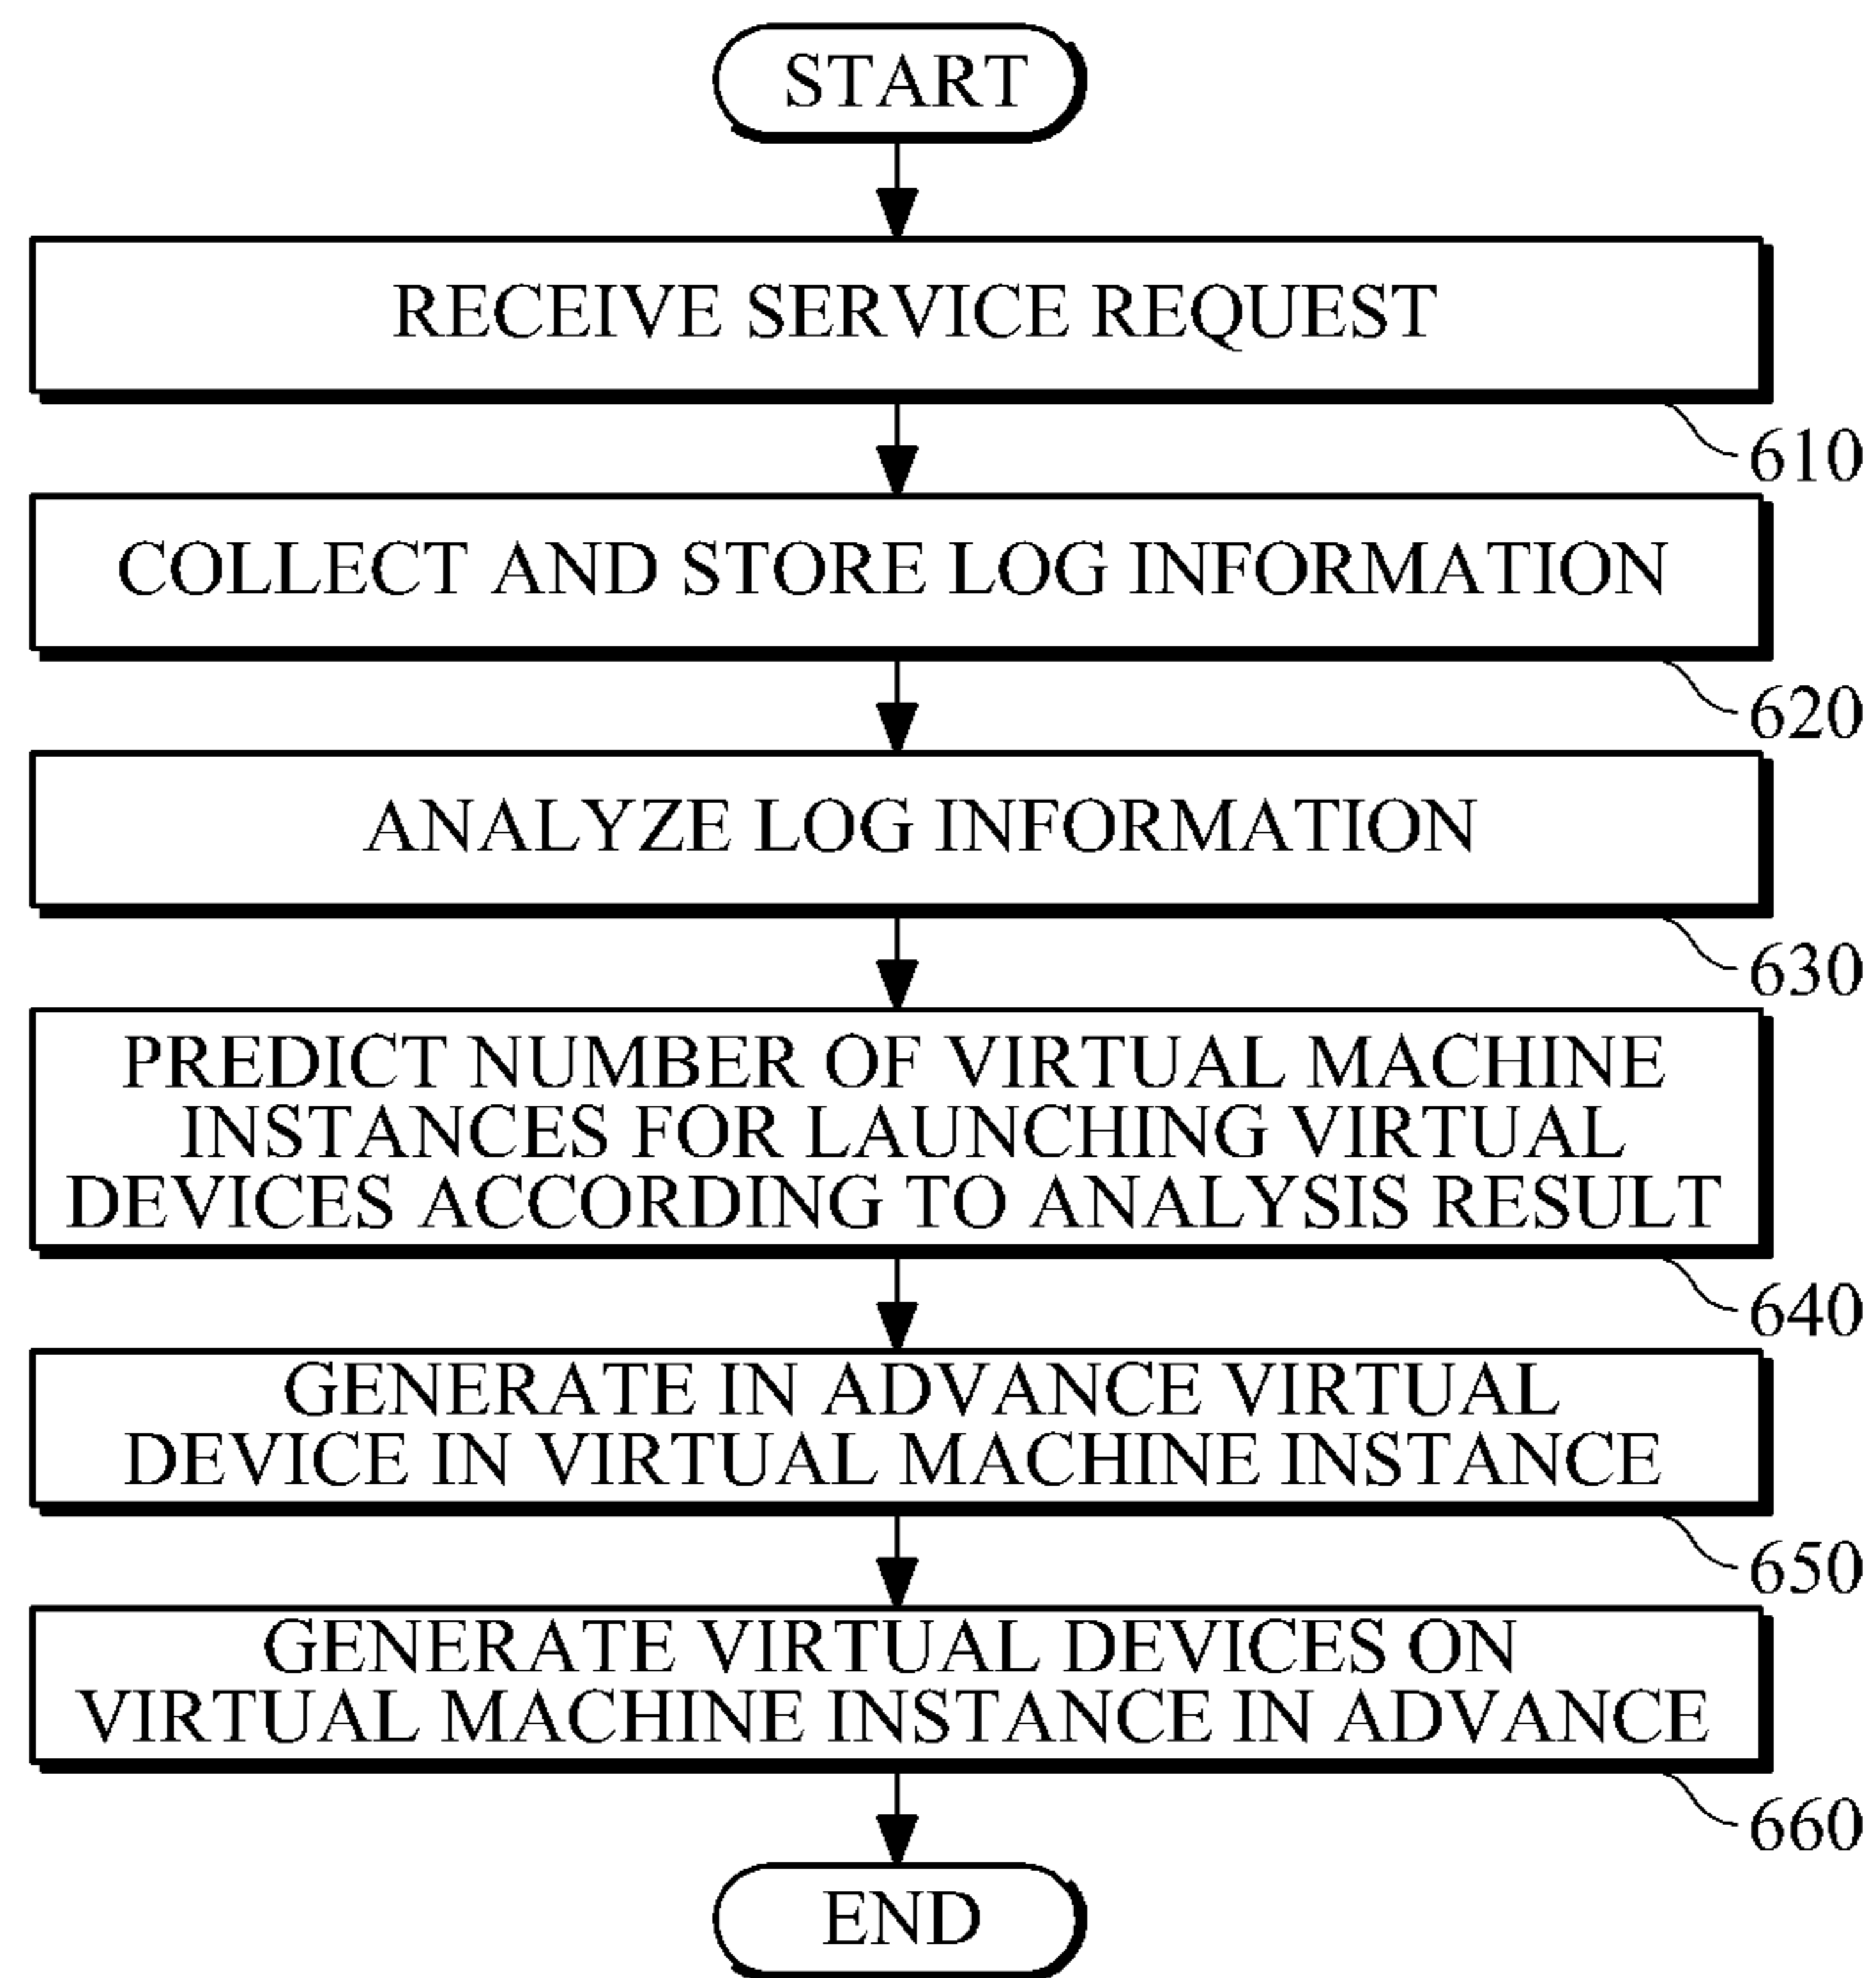 START
RECEIVE SERVICE REQUEST
610
COLLECT AND STORE LOG INFORMATION
620
ANALYZE LOG INFORMATION
630
PREDICT NUMBER OF VIRTUAL MACHINE
INSTANCES FOR LAUNCHING VIRTUAL
DEVICES ACCORDING TO ANALYSIS RESULT
640
GENERATE IN ADVANCE VIRTUAL
DEVICE IN VIRTUAL MACHINE INSTANCE
650
GENERATE VIRTUAL DEVICES ON
VIRTUAL MACHINE INSTANCE IN ADVANCE
660
END